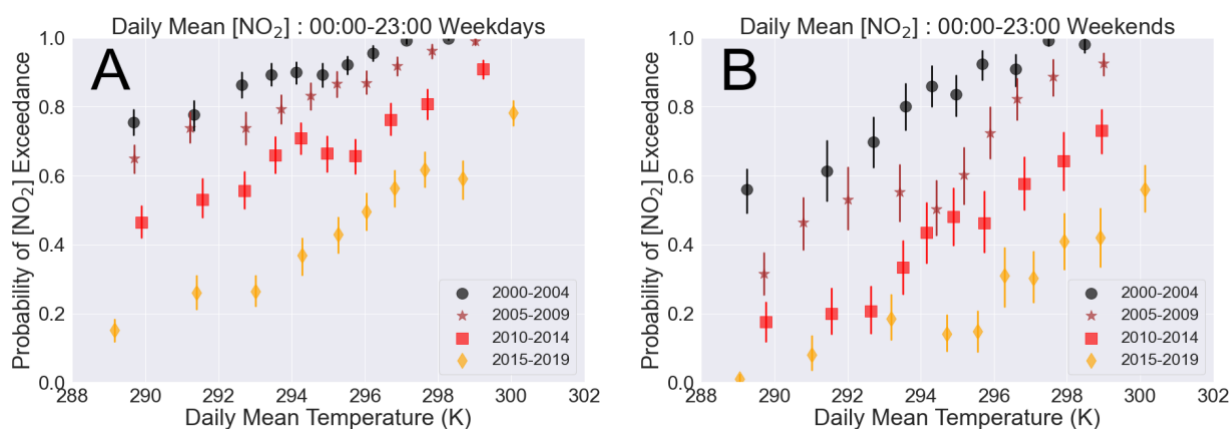 Daily Mean [NO₂] : 00:00-23:00 Weekdays
A
Probability of [NO₂] Exceedance
1.0
0.8
0.6
0.4
0.2
0.0
2000-2004
2005-2009
2010-2014
2015-2019
288 290 292 294 296 298 300 302
Daily Mean Temperature (K)
Daily Mean [NO₂] : 00:00-23:00 Weekends
B
Probability of [NO₂] Exceedance
1.0
0.8
0.6
0.4
0.2
0.0
2000-2004
2005-2009
2010-2014
2015-2019
288 290 292 294 296 298 300 302
Daily Mean Temperature (K)